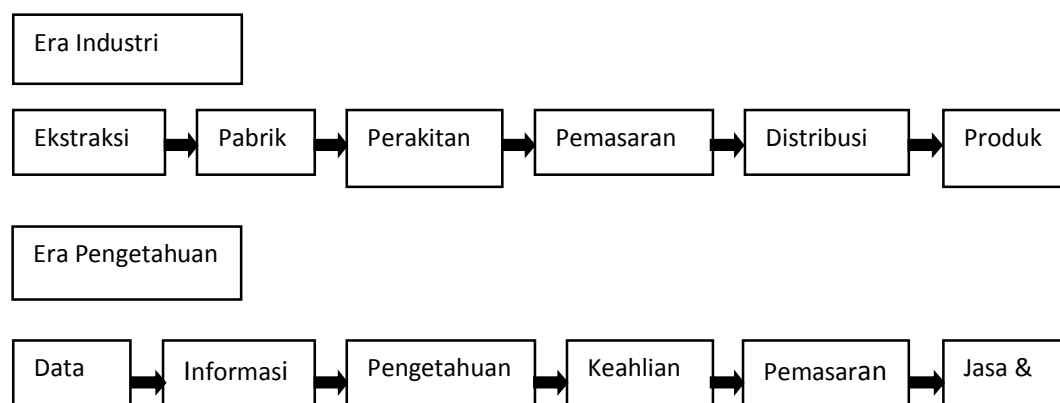 Era Industri
Ekstraksi Pabrik Perakitan Pemasaran Distribusi Produk
Era Pengetahuan
Data Informasi Pengetahuan Keahlian Pemasaran Jasa &